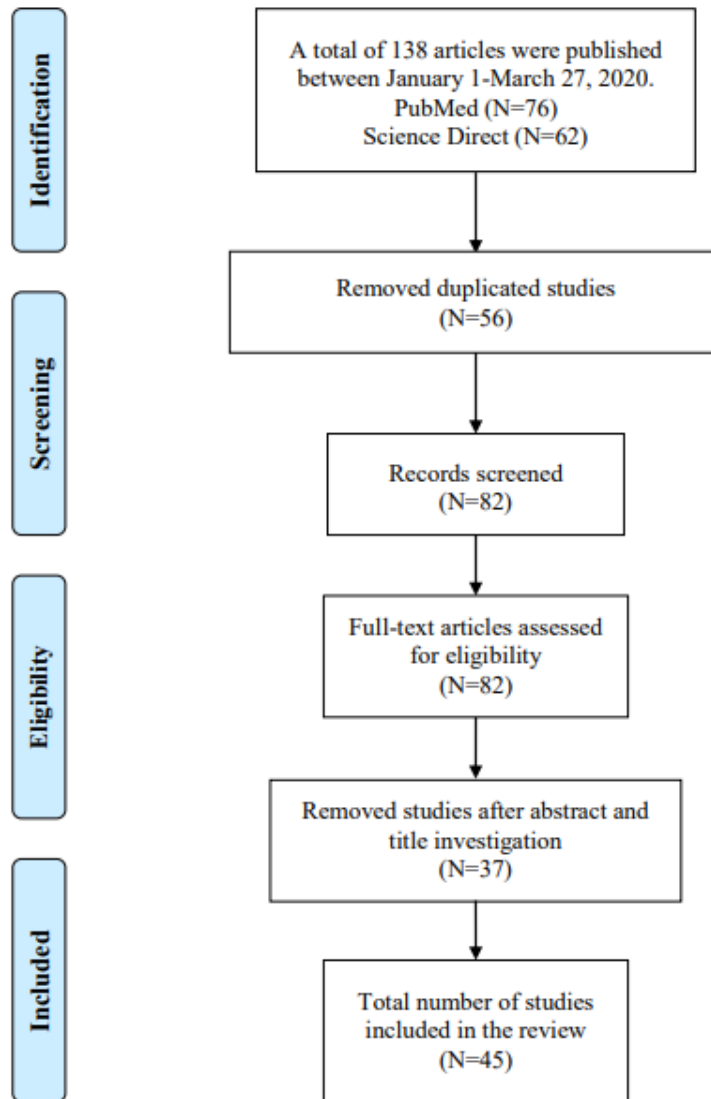 Identification
A total of 138 articles were published
between January 1-March 27, 2020.
PubMed (N=76)
Science Direct (N=62)
Removed duplicated studies
(N=56)
Screening
Records screened
(N=82)
Eligibility
Full-text articles assessed
for eligibility
(N=82)
Removed studies after abstract and
title investigation
(N=37)
Included
Total number of studies
included in the review
(N=45)